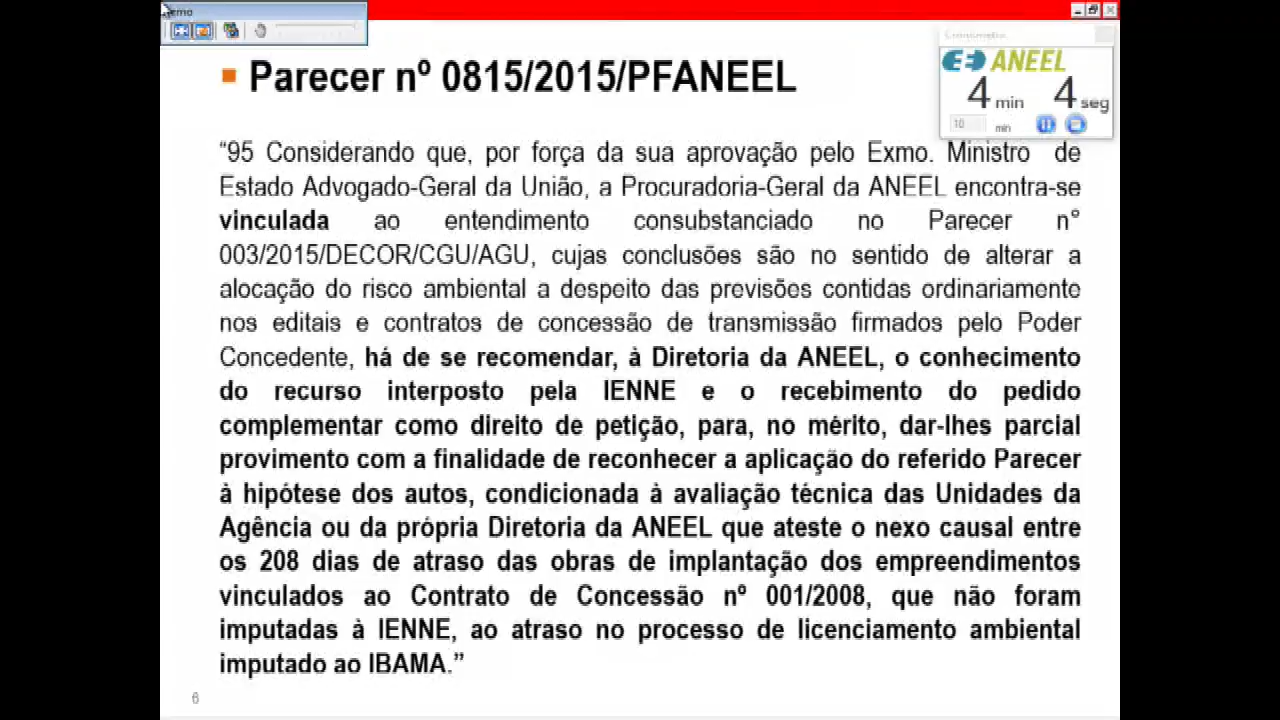 Parecer nº 0815/2015/PFANEEL
ANEEL
4 min 4 seg
10 min
“95 Considerando que, por força da sua aprovação pelo Exmo. Ministro de
Estado Advogado-Geral da União, a Procuradoria-Geral da ANEEL encontra-se
vinculada ao entendimento consubstanciado no Parecer nº
003/2015/DECOR/CGU/AGU, cujas conclusões são no sentido de alterar a
alocação do risco ambiental a despeito das previsões contidas ordinariamente
nos editais e contratos de concessão de transmissão firmados pelo Poder
Concedente, há de se recomendar, à Diretoria da ANEEL, o conhecimento
do recurso interposto pela IENNE e o recebimento do pedido
complementar como direito de petição, para, no mérito, dar-lhes parcial
provimento com a finalidade de reconhecer a aplicação do referido Parecer
à hipótese dos autos, condicionada à avaliação técnica das Unidades da
Agência ou da própria Diretoria da ANEEL que ateste o nexo causal entre
os 208 dias de atraso das obras de implantação dos empreendimentos
vinculados ao Contrato de Concessão nº 001/2008, que não foram
imputadas à IENNE, ao atraso no processo de licenciamento ambiental
imputado ao IBAMA.”
6